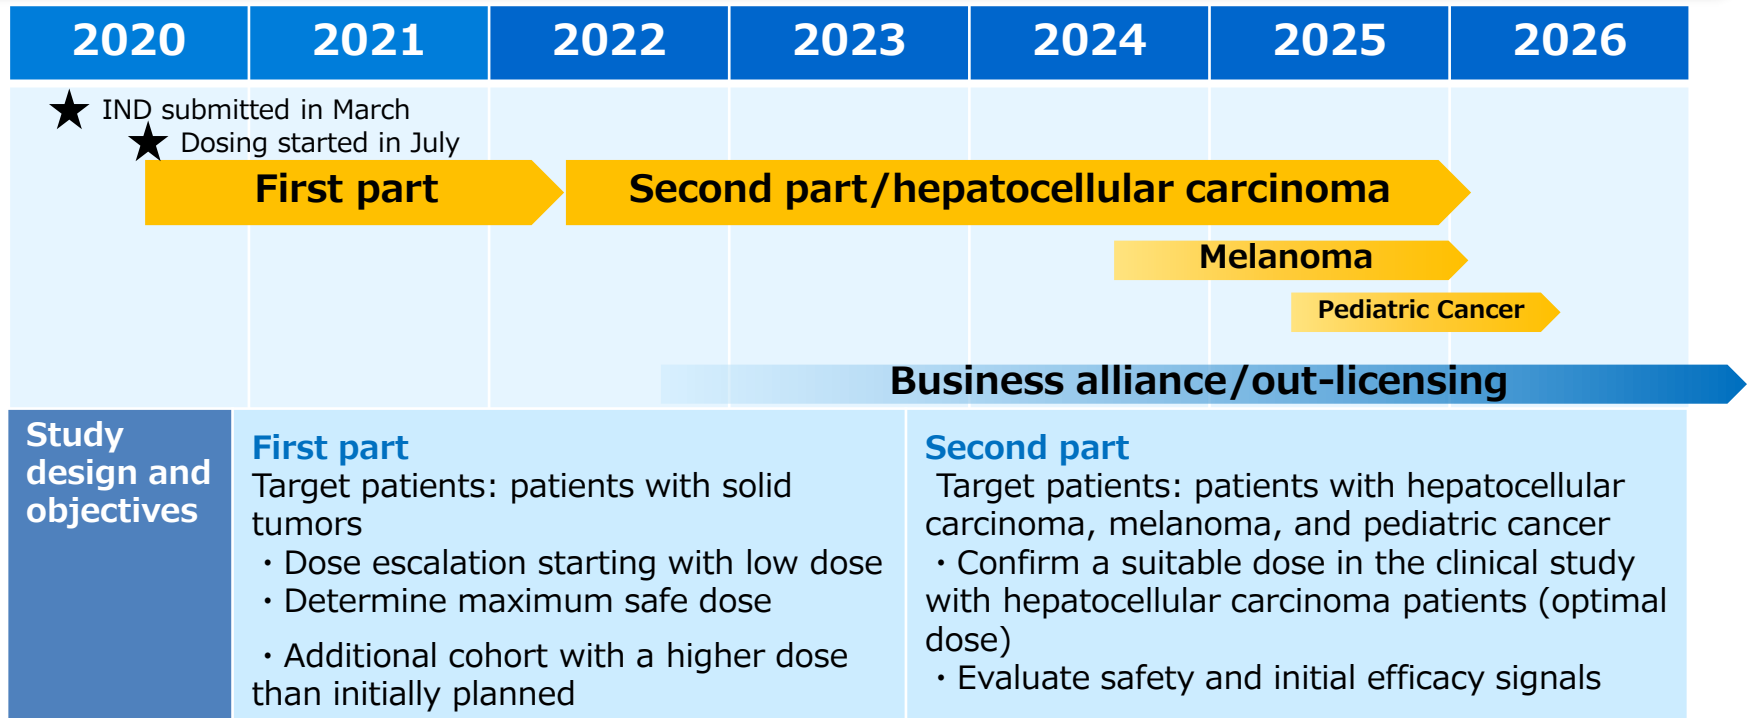 2020 2021 2022 2023 2024 2025 2026
IND submitted in March
Dosing started in July
First part
Second part/hepatocellular carcinoma
Melanoma
Pediatric Cancer
Business alliance/out-licensing
Study
design and
objectives
First part
Target patients: patients with solid
tumors
・Dose escalation starting with low dose
・Determine maximum safe dose
・Additional cohort with a higher dose
than initially planned
Second part
Target patients: patients with hepatocellular
carcinoma, melanoma, and pediatric cancer
・Confirm a suitable dose in the clinical study
with hepatocellular carcinoma patients (optimal
dose)
・Evaluate safety and initial efficacy signals